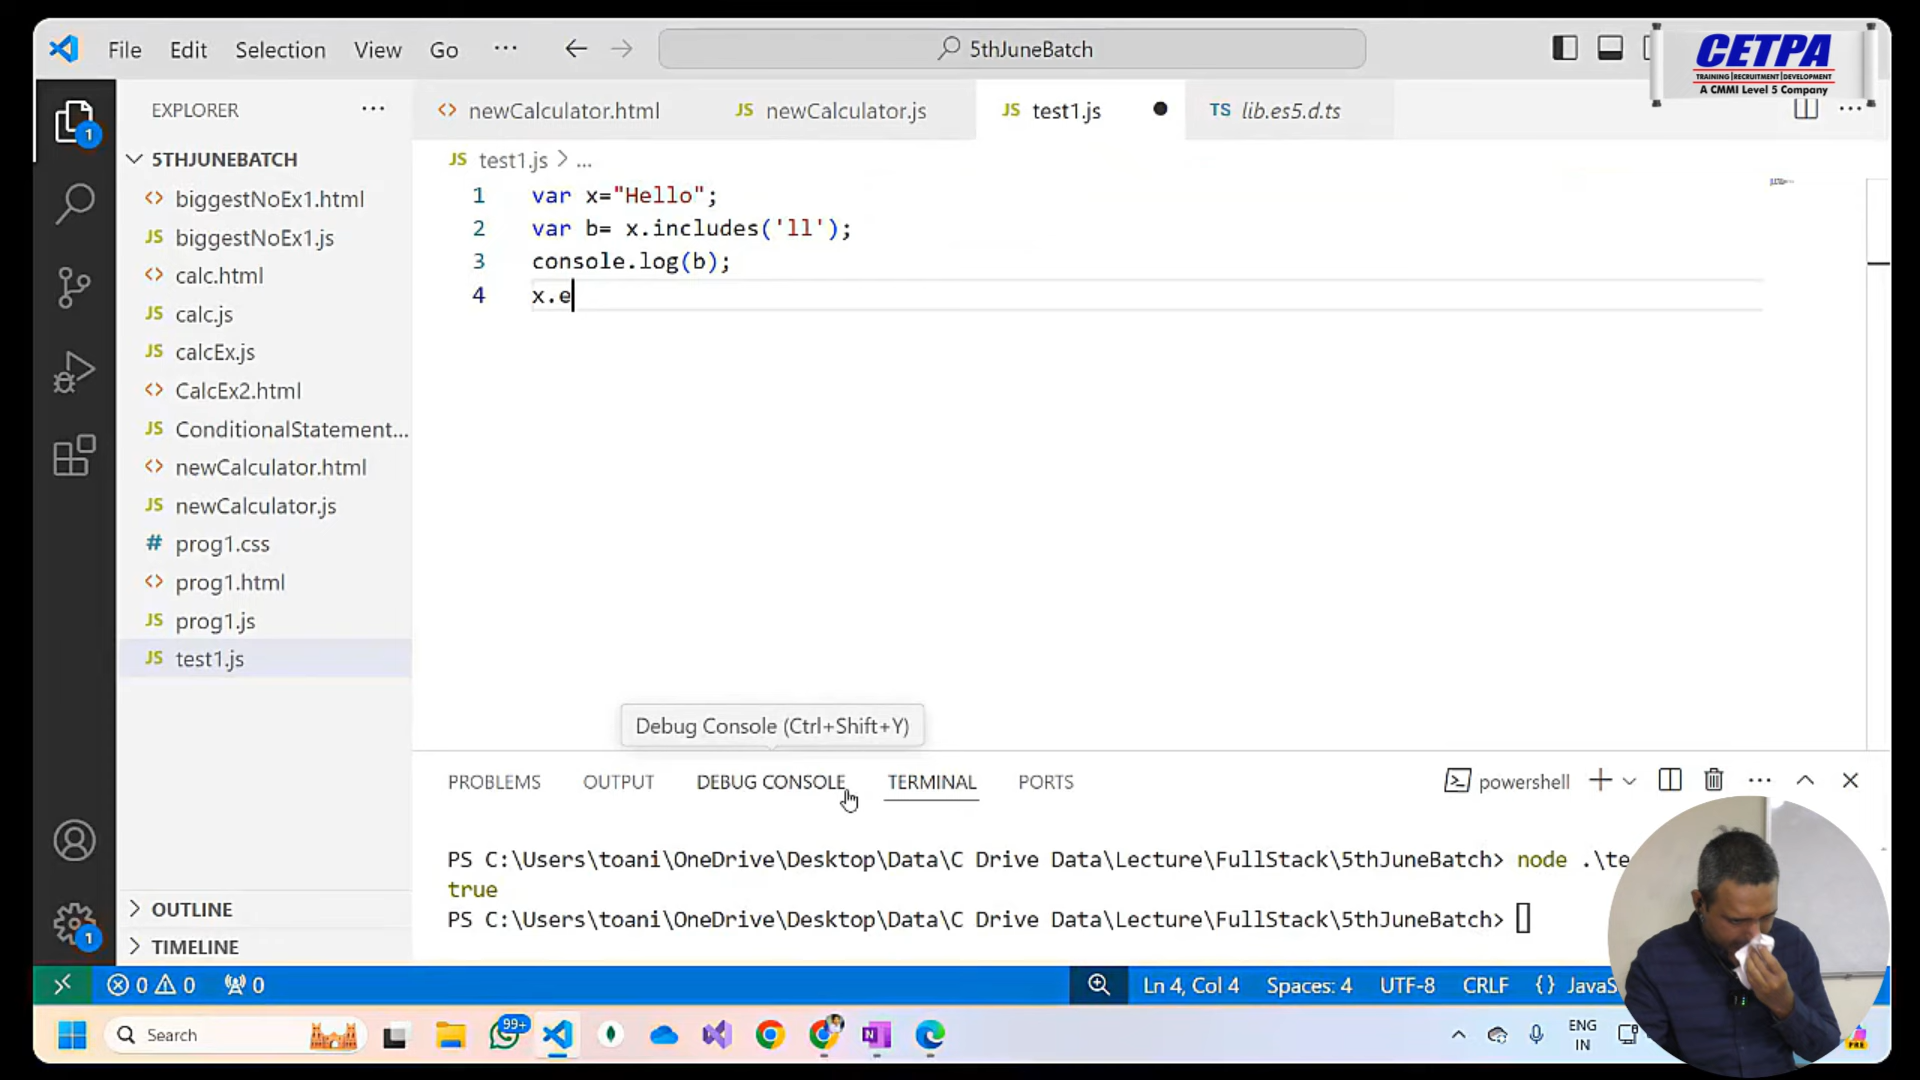 File Edit Selection View Go ··· 5thJuneBatch
CETPA
TRAINING|RECRUITMENT|DEVELOPMENT
A CMMI Level 5 Company
EXPLORER
newCalculator.html
JS newCalculator.js
JS test1.js
TS lib.es5.d.ts
1
5THJUNEBATCH
biggestNoEx1.html
JS biggestNoEx1.js
calc.html
JS calc.js
JS calcEx.js
CalcEx2.html
JS ConditionalStatement...
newCalculator.html
JS newCalculator.js
# prog1.css
prog1.html
JS prog1.js
JS test1.js
OUTLINE
TIMELINE
1
JS test1.js > ...
1 var x="Hello";
2 var b= x.includes('ll');
3 console.log(b);
4 x.e
Debug Console (Ctrl+Shift+Y)
PROBLEMS OUTPUT DEBUG CONSOLE TERMINAL PORTS powershell
PS C:\Users\toani\OneDrive\Desktop\Data\C Drive Data\Lecture\FullStack\5thJuneBatch> node .\te
true
PS C:\Users\toani\OneDrive\Desktop\Data\C Drive Data\Lecture\FullStack\5thJuneBatch>
0 0 0 Ln 4, Col 4 Spaces: 4 UTF-8 CRLF {} JavaS
Search 99+ ENG
IN
PRE